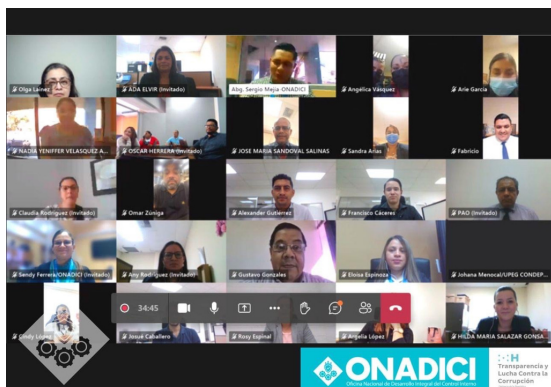 Olga Lainez
ADA ELVIR (Invitado)
Abg. Sergio Mejia-ONADICI
Angélica Vásquez
Arie Garcia
NADIA YENIFFER VELASQUEZ A...
OSCAR HERRERA (Invitado)
JOSE MARIA SANDOVAL SALINAS
Sandra Arias
Fabricio
Claudia Rodriguez (Invitado)
Omar Zúniga
Alexander Gutierrez
Francisco Cáceres
PAO (Invitado)
Sendy Ferrera/ONADICI (Invitado)
Any Rodriguez (Invitado)
Gustavo Gonzales
Eloisa Espinoza
Johana Menocal/UPEG CONDEP...
34:45
Cindy López
Josué Caballero
Rosy Espinal
Angelia López
HILDA MARIA SALAZAR GONSA...
ONADICI
Oficina Nacional de Desarrollo Integral del Control Interno
Transparencia y
Lucha Contra la
Corrupción